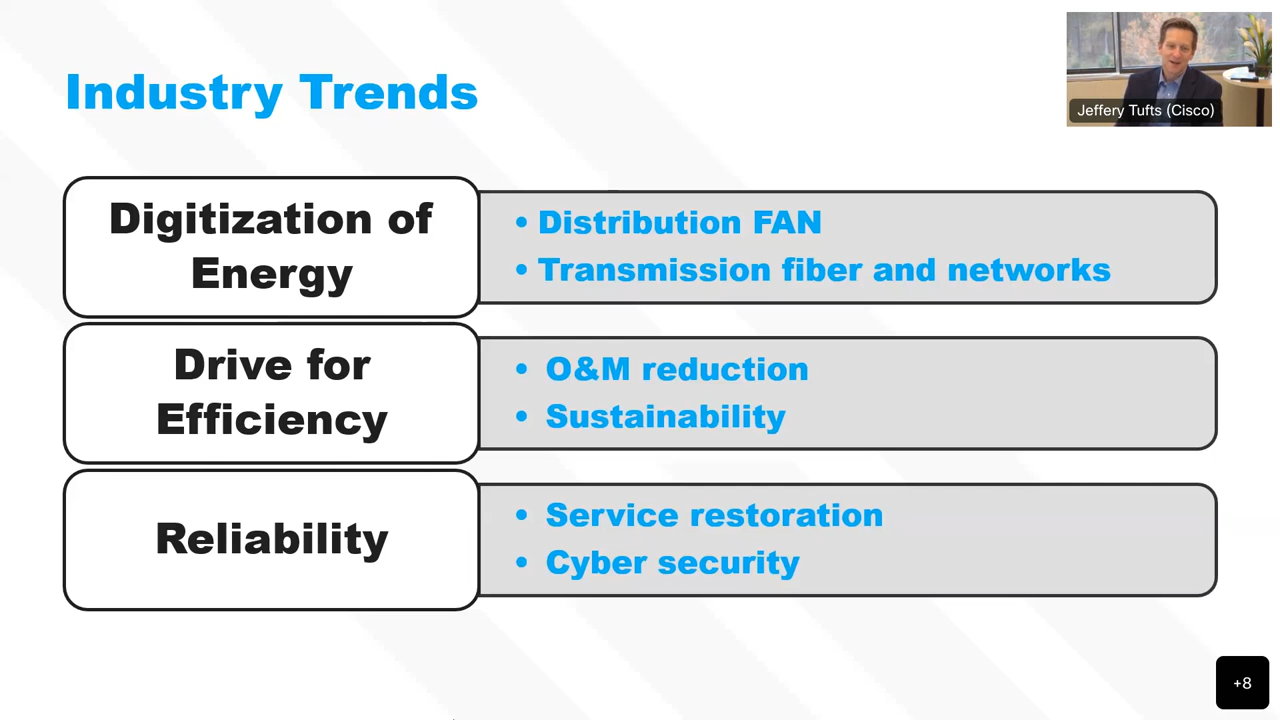 Industry Trends
Jeffery Tufts (Cisco)
Digitization of
Energy
• Distribution FAN
• Transmission fiber and networks
Drive for
Efficiency
• O&M reduction
• Sustainability
Reliability
• Service restoration
• Cyber security
+8